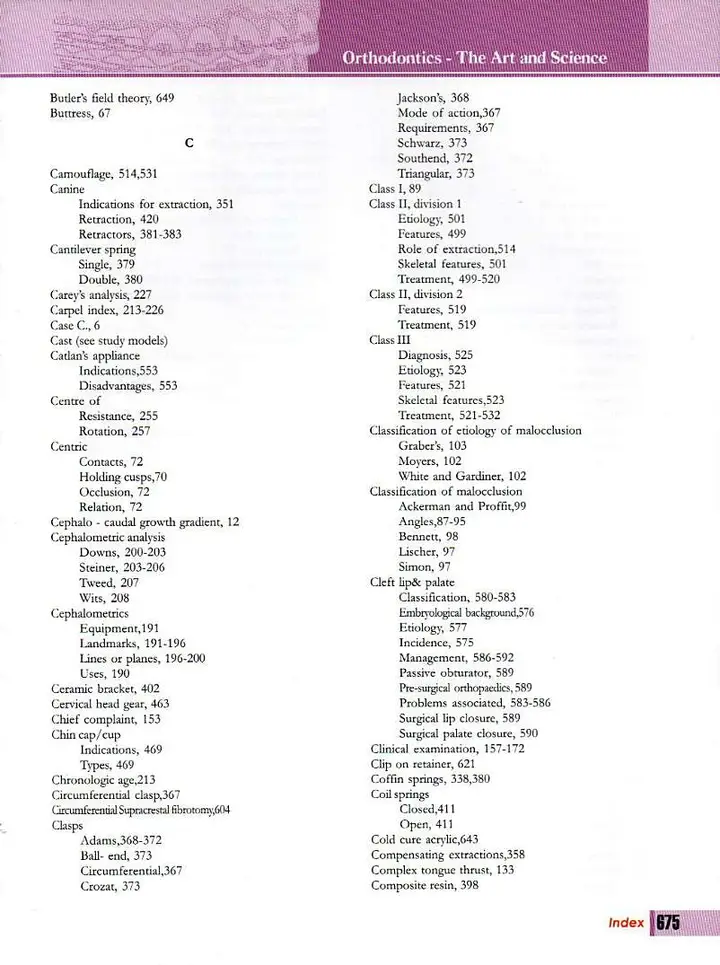 Orthodontics - The Art and Science
Butler's field theory, 649
Buttress, 67
C
Camouflage, 514,531
Canine
Indications for extraction, 351
Retraction, 420
Retractors, 381-383
Cantilever spring
Single, 379
Double, 380
Carey's analysis, 227
Carpel index, 213-226
Case C., 6
Cast (see study models)
Catlan's appliance
Indications,553
Disadvantages, 553
Centre of
Resistance, 255
Rotation, 257
Centric
Contacts, 72
Holding cusps,70
Occlusion, 72
Relation, 72
Cephalo - caudal growth gradient, 12
Cephalometric analysis
Downs, 200-203
Steiner, 203-206
Tweed, 207
Wits, 208
Cephalometrics
Equipment,191
Landmarks, 191-196
Lines or planes, 196-200
Uses, 190
Ceramic bracket, 402
Cervical head gear, 463
Chief complaint, 153
Chin cap/cup
Indications, 469
Types, 469
Chronologic age,213
Circumferential clasp,367
Circumferential Supracrestal fibrotomy,604
Clasps
Adams,368-372
Ball- end, 373
Circumferential,367
Crozat, 373
Jackson's, 368
Mode of action,367
Requirements, 367
Schwarz, 373
Southend, 372
Triangular, 373
Class I, 89
Class II, division 1
Etiology, 501
Features, 499
Role of extraction,514
Skeletal features, 501
Treatment, 499-520
Class II, division 2
Features, 519
Treatment, 519
Class III
Diagnosis, 525
Etiology, 523
Features, 521
Skeletal features,523
Treatment, 521-532
Classification of etiology of malocclusion
Graber's, 103
Moyers, 102
White and Gardiner, 102
Classification of malocclusion
Ackerman and Proffit,99
Angles,87-95
Bennett, 98
Lischer, 97
Simon, 97
Cleft lip& palate
Classification, 580-583
Embryological background,576
Etiology, 577
Incidence, 575
Management, 586-592
Passive obturator, 589
Pre-surgical orthopaedics, 589
Problems associated, 583-586
Surgical lip closure, 589
Surgical palate closure, 590
Clinical examination, 157-172
Clip on retainer, 621
Coffin springs, 338,380
Coil springs
Closed,411
Open, 411
Cold cure acrylic,643
Compensating extractions,358
Complex tongue thrust, 133
Composite resin, 398
Index 675